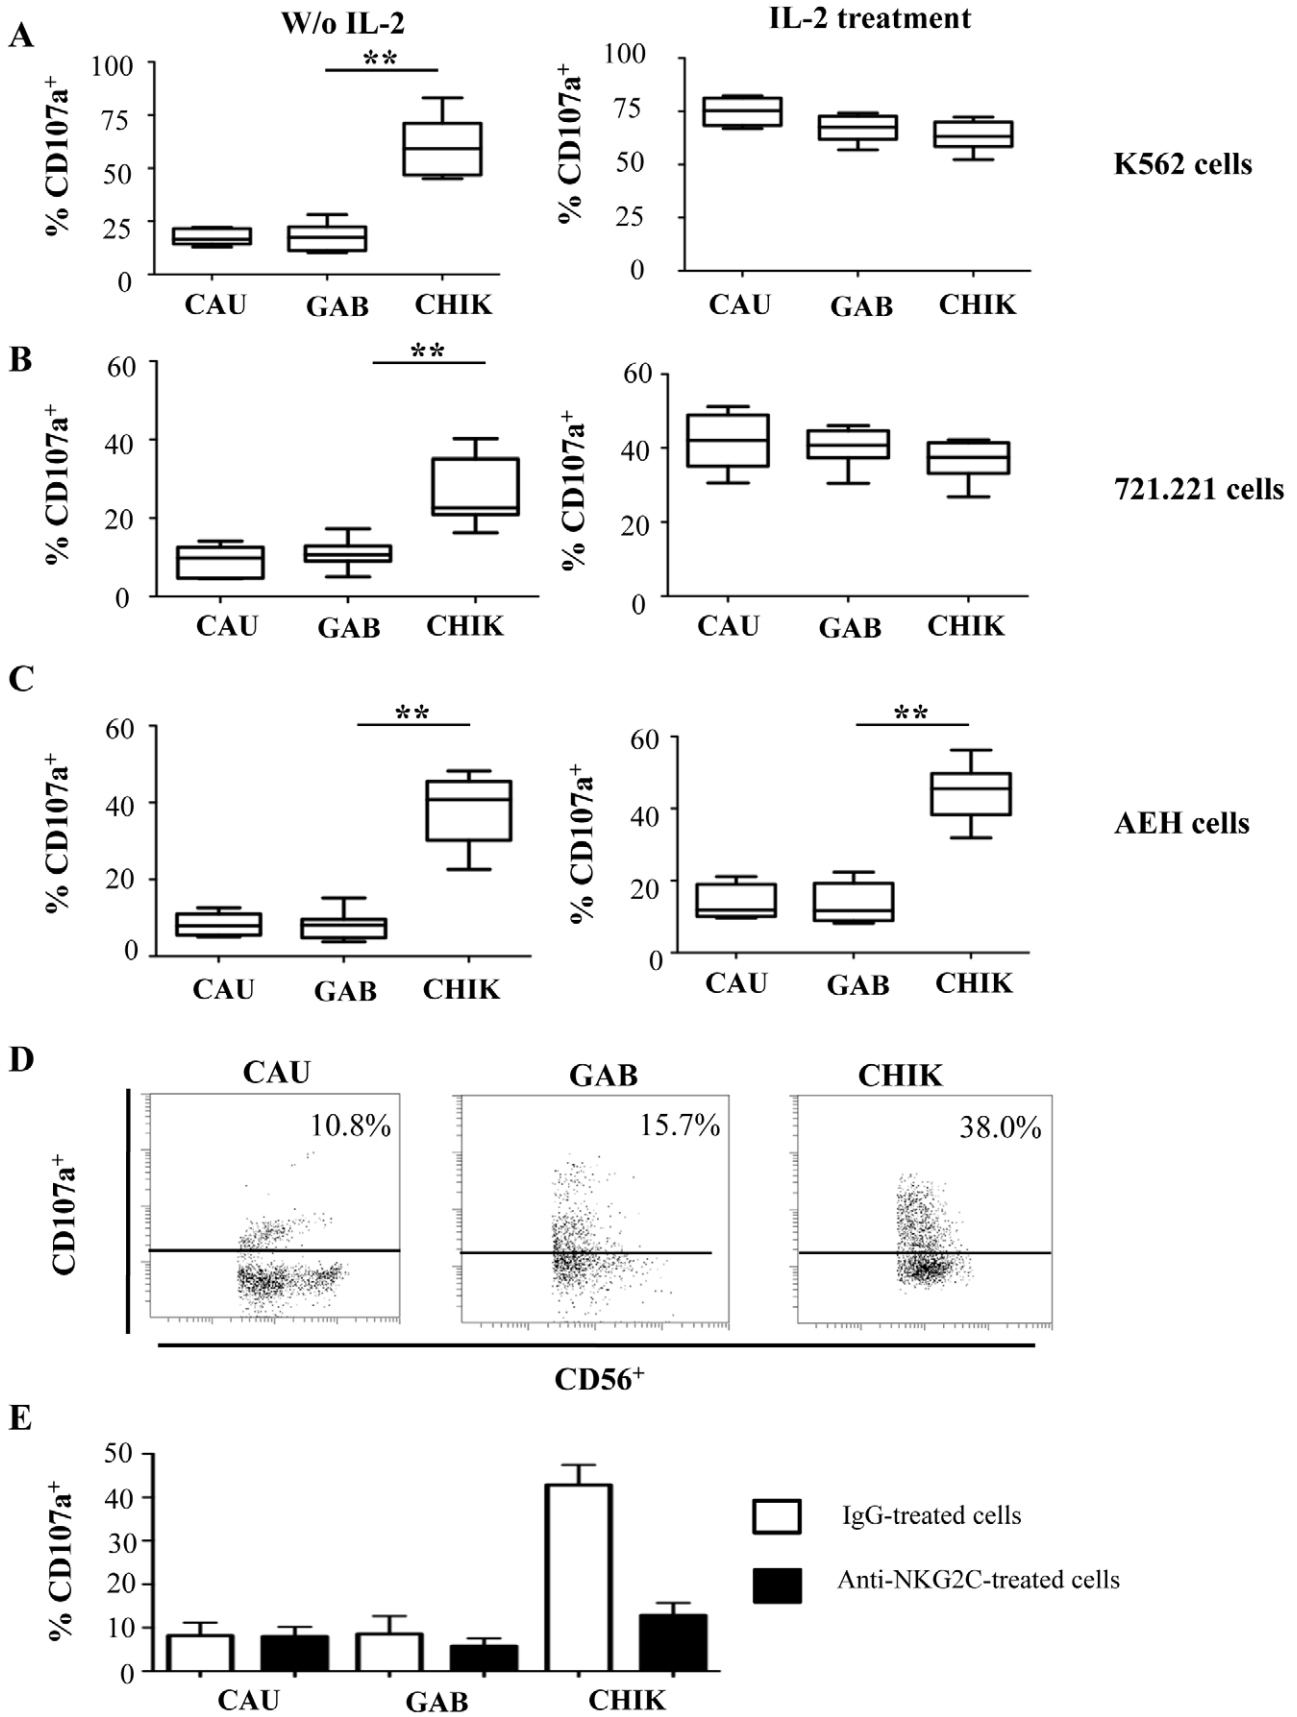 A
W/o IL-2
IL-2 treatment
% CD107a+
100
75
50
25
0
**
CAU GAB CHIK
% CD107a+
100
75
50
25
0
CAU GAB CHIK
K562 cells
B
% CD107a+
60
40
20
0
**
CAU GAB CHIK
% CD107a+
60
40
20
0
CAU GAB CHIK
721.221 cells
C
% CD107a+
60
40
20
0
**
CAU GAB CHIK
% CD107a+
60
40
20
0
**
CAU GAB CHIK
AEH cells
D
CAU GAB CHIK
CD107a+
10.8% 15.7% 38.0%
CD56+
E
% CD107a+
50
40
30
20
10
0
CAU GAB CHIK
IgG-treated cells
Anti-NKG2C-treated cells